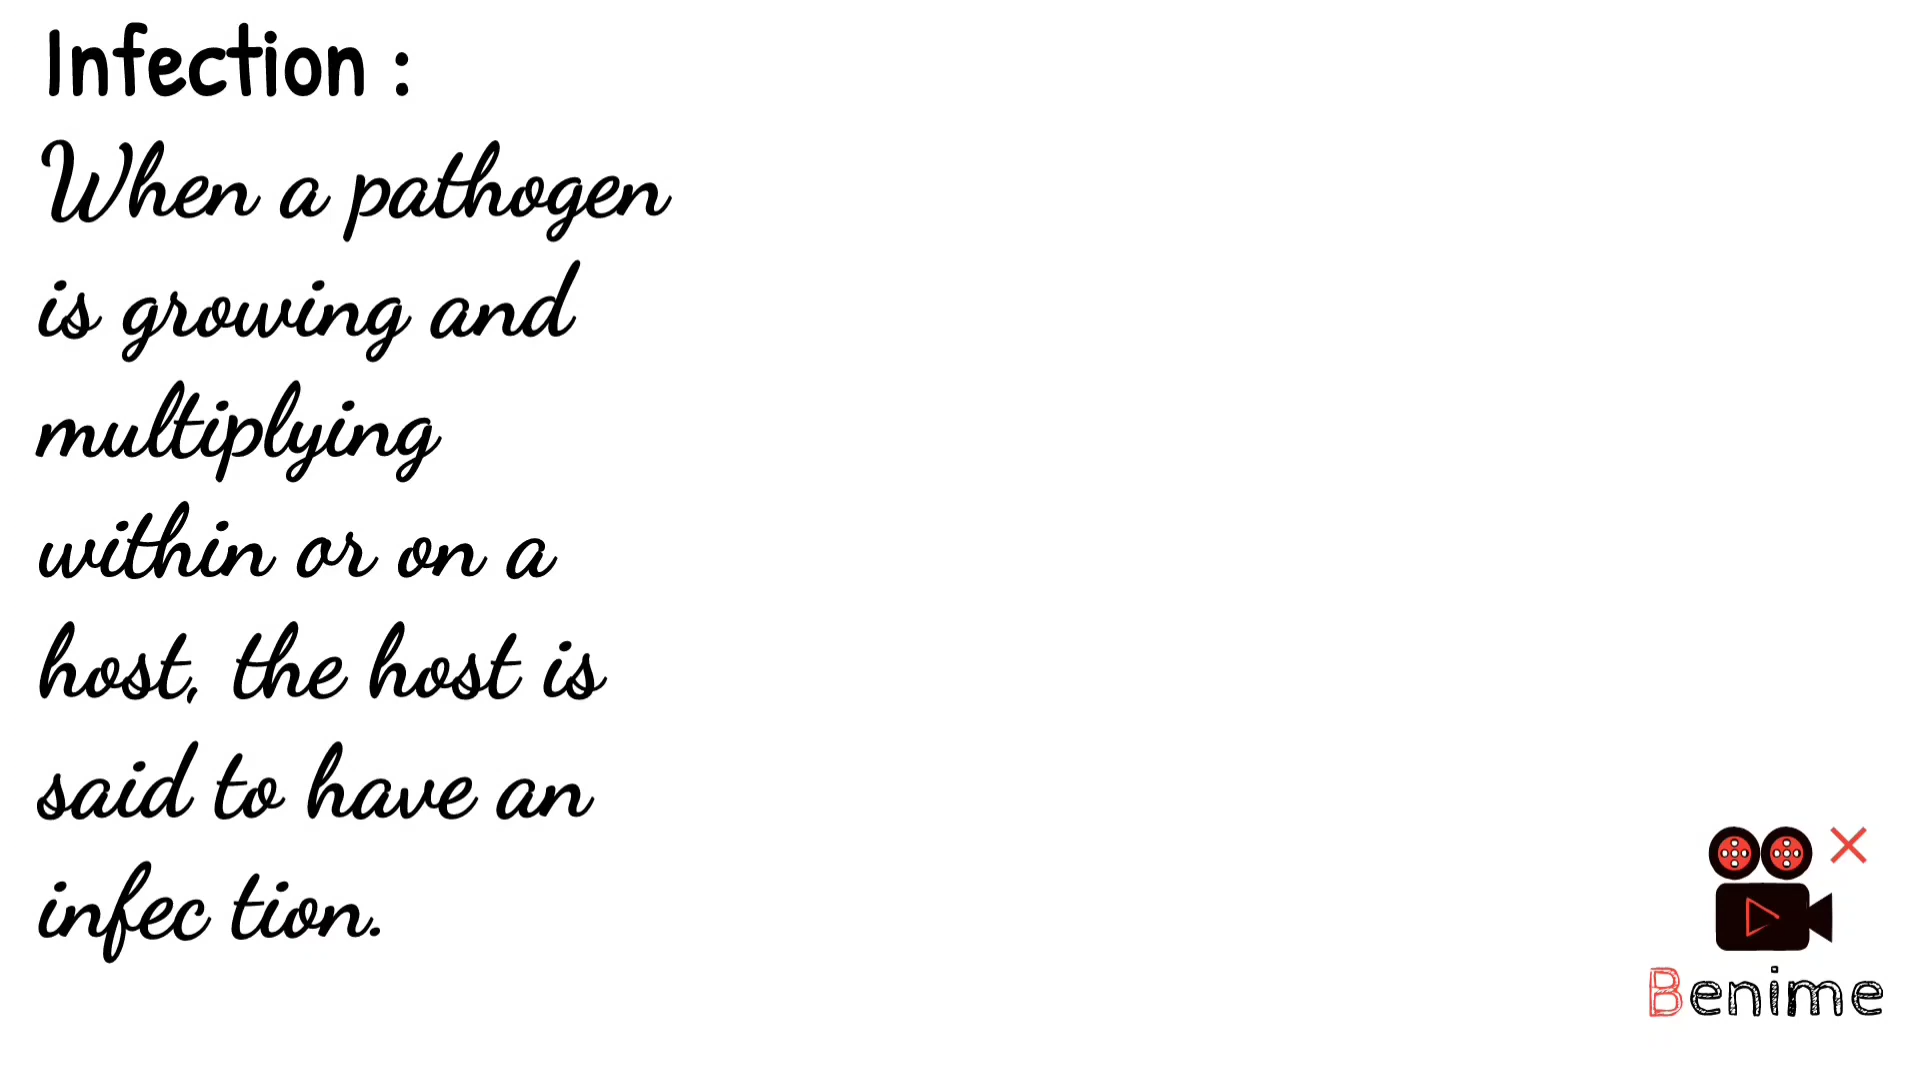 Infection :
When a pathogen
is growing and
multiplying
within or on a
host, the host is
said to have an
infec tion.
Benime